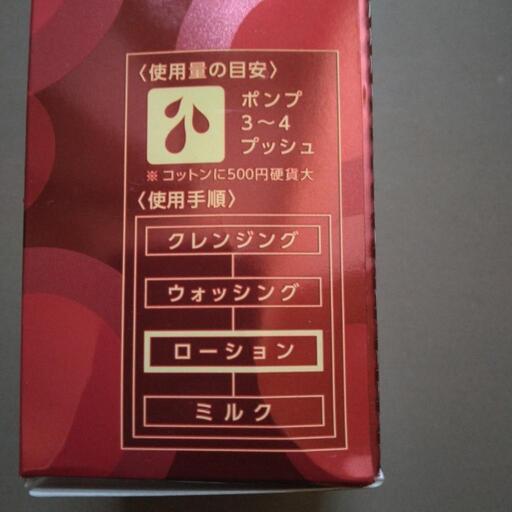 〈使用量の目安〉
ポンプ
3〜4
プッシュ
※コットンに500円硬貨大
〈使用手順〉
クレンジング
ウォッシング
ローション
ミルク